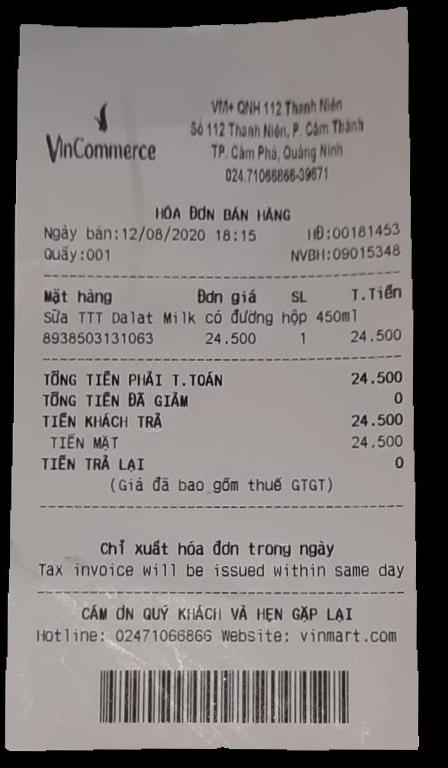 VinCommerce
VM+ QNH 112 Thanh Niên
Số 112 Thanh Niên, P. Cẩm Thành
TP. Cẩm Phả, Quảng Ninh
024.71066866-39671
HÓA ĐƠN BÁN HÀNG
Ngày bán:12/08/2020 18:15 HĐ:00181453
Quầy:001 NVBH:09015348
Mặt hàng Đơn giá SL T.Tiền
Sữa TTT Dalat Milk có đường hộp 450ml
8938503131063 24.500 1 24.500
TỔNG TIỀN PHẢI T.TOÁN 24.500
TỔNG TIỀN ĐÃ GIẢM 0
TIỀN KHÁCH TRẢ 24.500
TIỀN MẶT 24.500
TIỀN TRẢ LẠI 0
(Giá đã bao gồm thuế GTGT)
Chỉ xuất hóa đơn trong ngày
Tax invoice will be issued within same day
CẢM ƠN QUÝ KHÁCH VÀ HẸN GẶP LẠI
Hotline: 02471066866 Website: vinmart.com